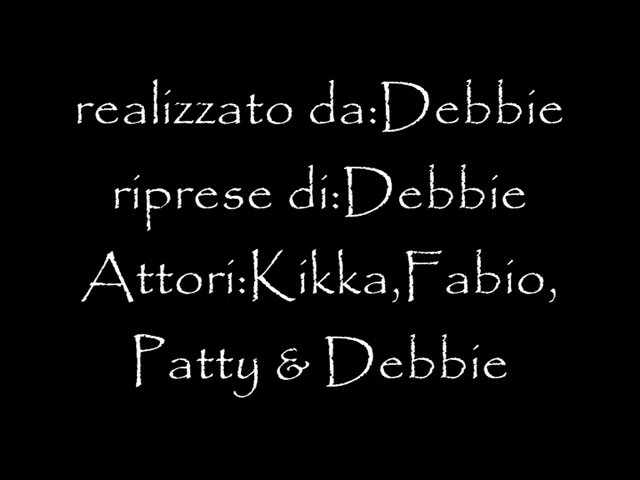 realizzato da:Debbie
riprese di:Debbie
Attori:Kikka,Fabio,
Patty & Debbie